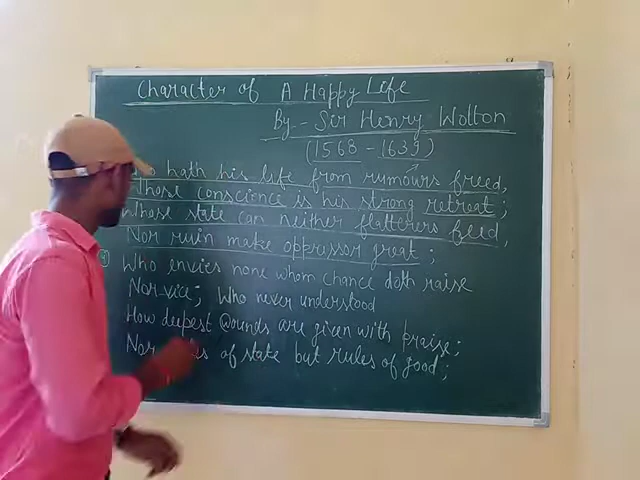 Character of A Happy Life
By - Sir Henry Wotton
(1568 - 1639)
hath his life from rumours freed,
Whose conscience is his strong retreat;
Whose state can neither flatterers feed,
Nor ruin make oppressor great;
Who envies none whom chance doth raise
Nor vice; Who never understood
How deepest wounds are given with praise;
Nor of state but rules of good;